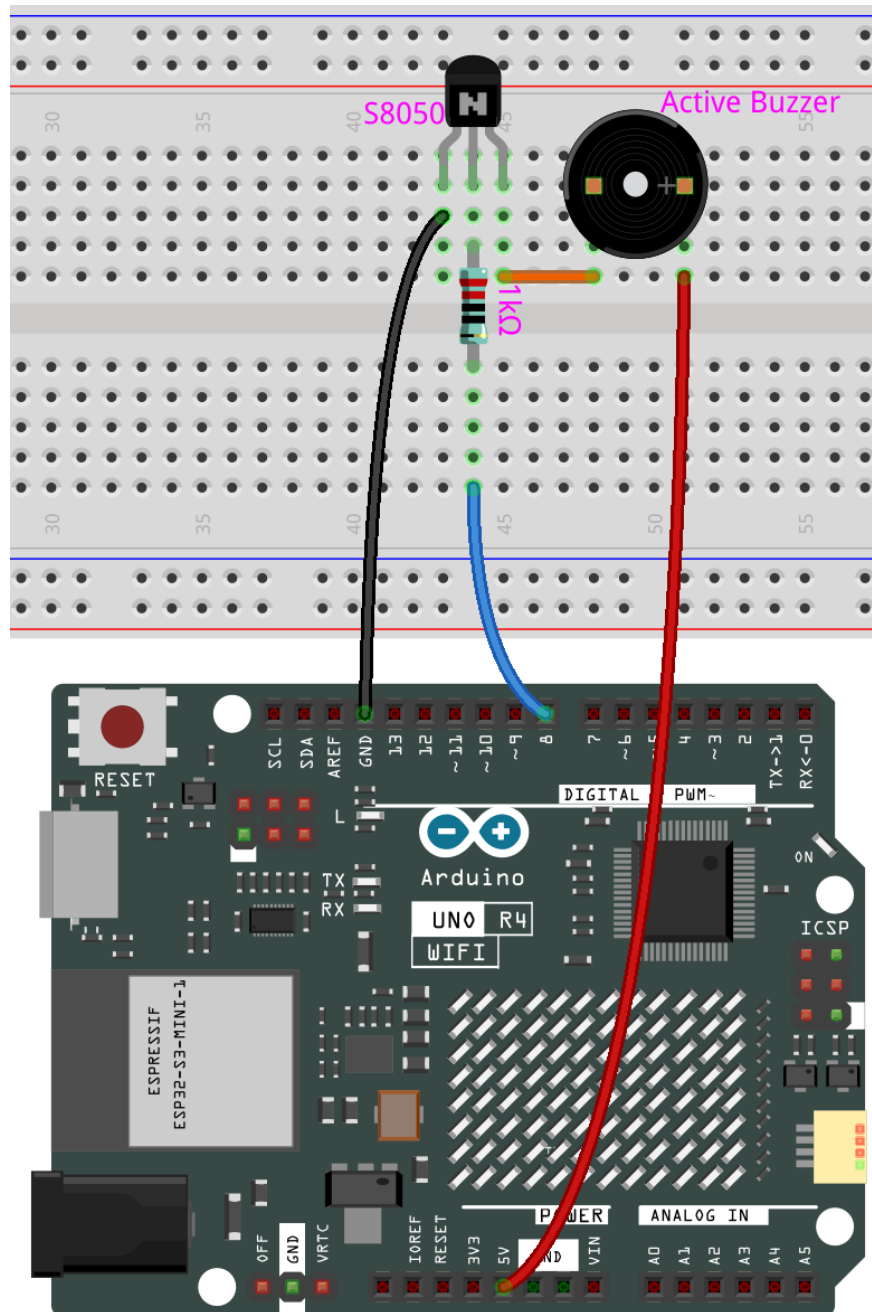 Active Buzzer
S8050
30
35
40
45
55
1kΩ
30
35
40
45
50
55
RESET
SCL
SDA
AREF
GND
13
12
~11
~10
~9
8
7
~6
4
~3
2
TX->1
RX<-0
DIGITAL
PWM~
L
TX
RX
Arduino
UNO R4
WIFI
ON
ICSP
ESPRESSIF
ESP32-S3-MINI-1
POWER
ANALOG IN
OFF
GND
VRTC
IOREF
RESET
3V3
5V
VIN
A0
A1
A2
A3
A4
A5